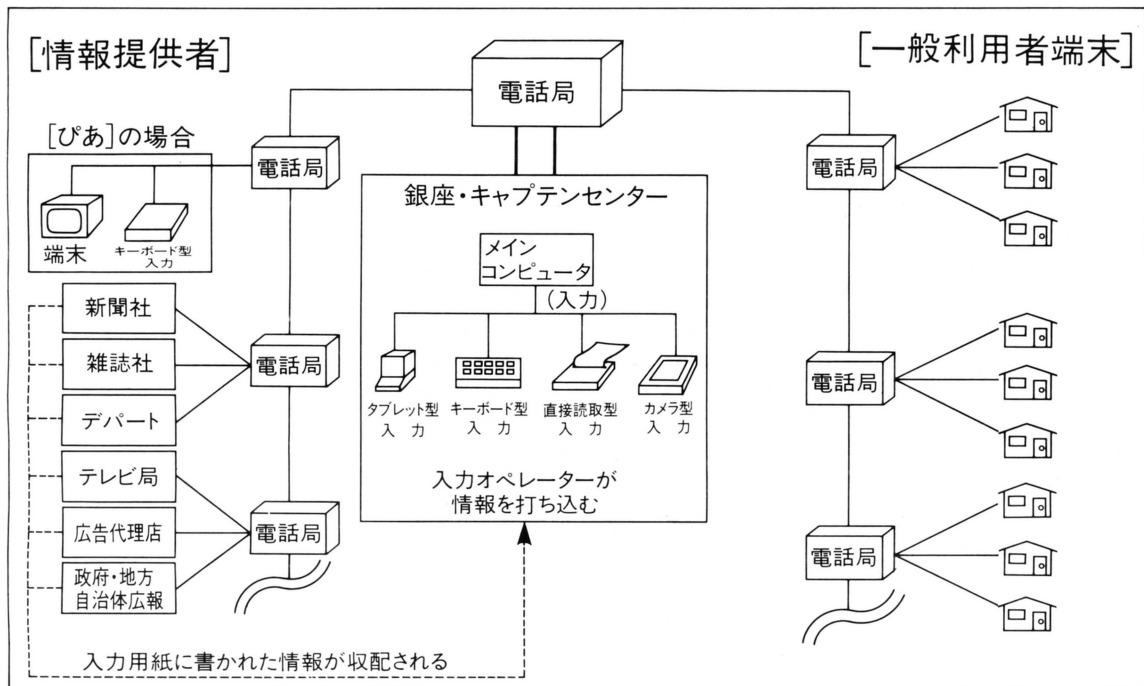 [情報提供者]
[ぴあ]の場合
端末
キーボード型
入力
電話局
新聞社
雑誌社
デパート
電話局
テレビ局
広告代理店
政府・地方
自治体広報
電話局
入力用紙に書かれた情報が収配される
電話局
銀座・キャプテンセンター
メイン
コンピュータ
(入力)
タブレット型
入 力
キーボード型
入 力
直接読取型
入 力
カメラ型
入 力
入力オペレーターが
情報を打ち込む
[一般利用者端末]
電話局
電話局
電話局